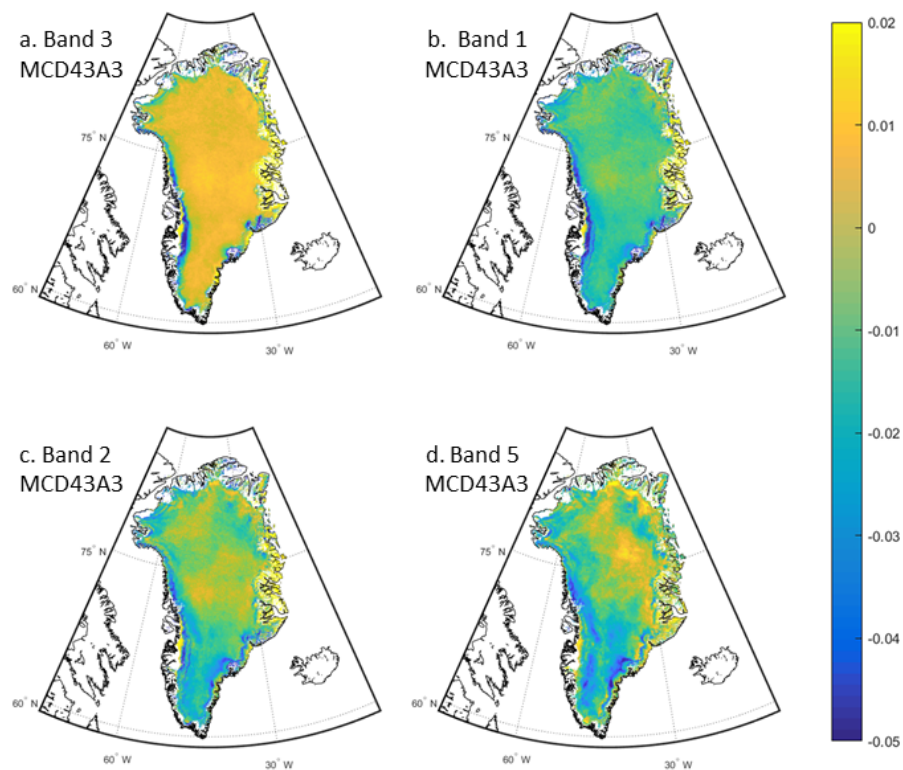 a. Band 3
MCD43A3
75° N
60° N
60° W
30° W
b. Band 1
MCD43A3
75° N
60° N
60° W
30° W
c. Band 2
MCD43A3
75° N
60° N
60° W
30° W
d. Band 5
MCD43A3
75° N
60° N
60° W
30° W
0.02
0.01
0
-0.01
-0.02
-0.03
-0.04
-0.05